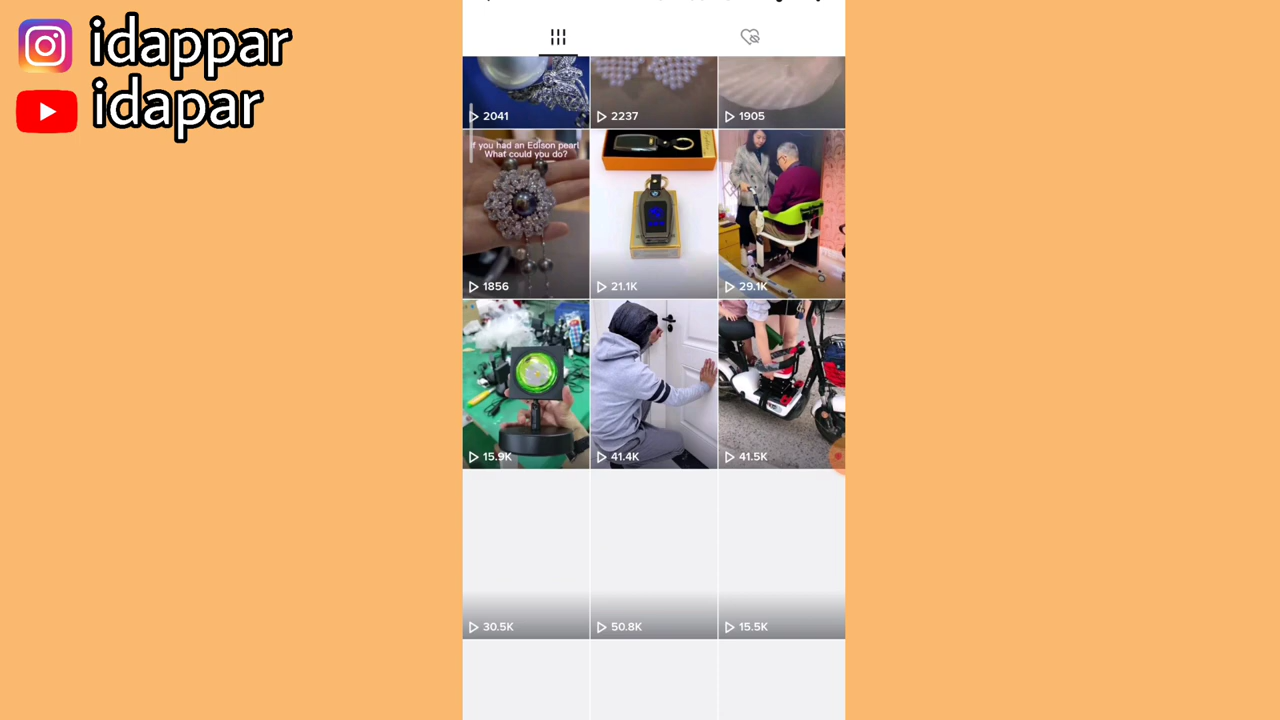 idappar
idapar
2041
2237
1905
f you had an Edison pearl
What could you do?
1856
21.1K
29.1K
15.9K
41.4K
41.5K
30.5K
50.8K
15.5K